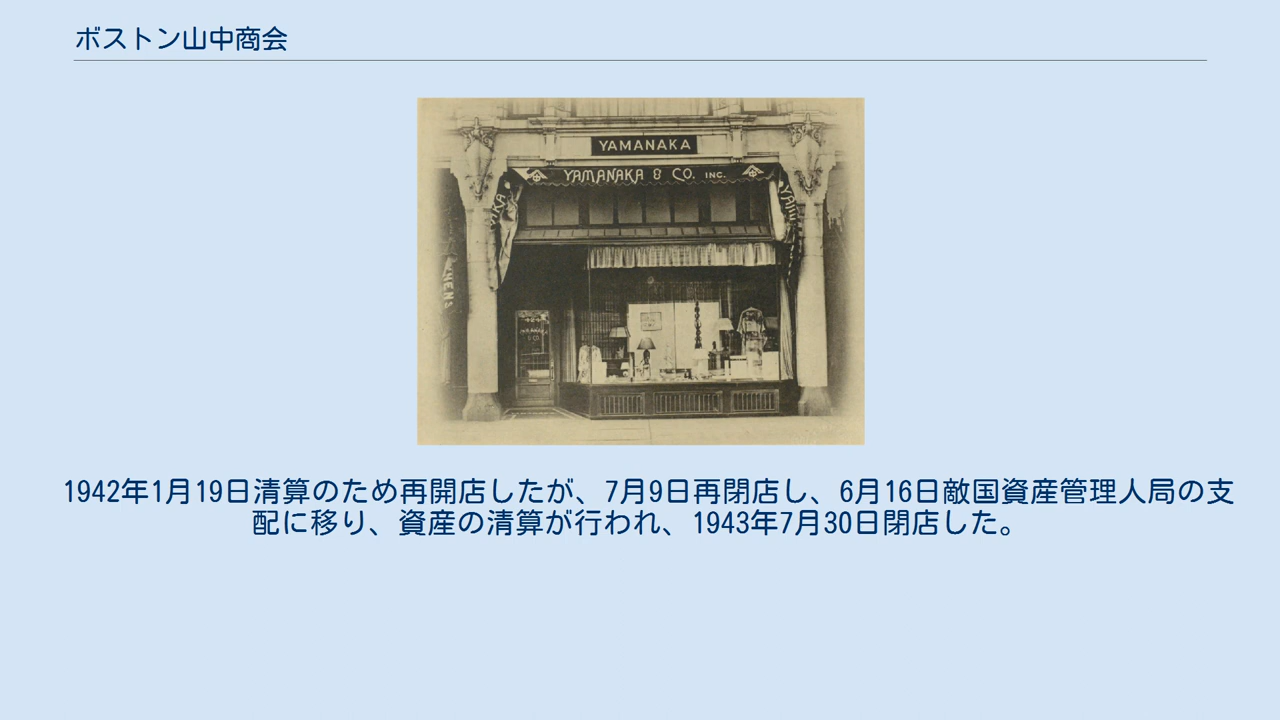 ボストン山中商会
YAMANAKA
YAMANAKA & CO. INC.
1942年1月19日清算のため再開店したが、7月9日再閉店し、6月16日敵国資産管理人局の支
配に移り、資産の清算が行われ、1943年7月30日閉店した。